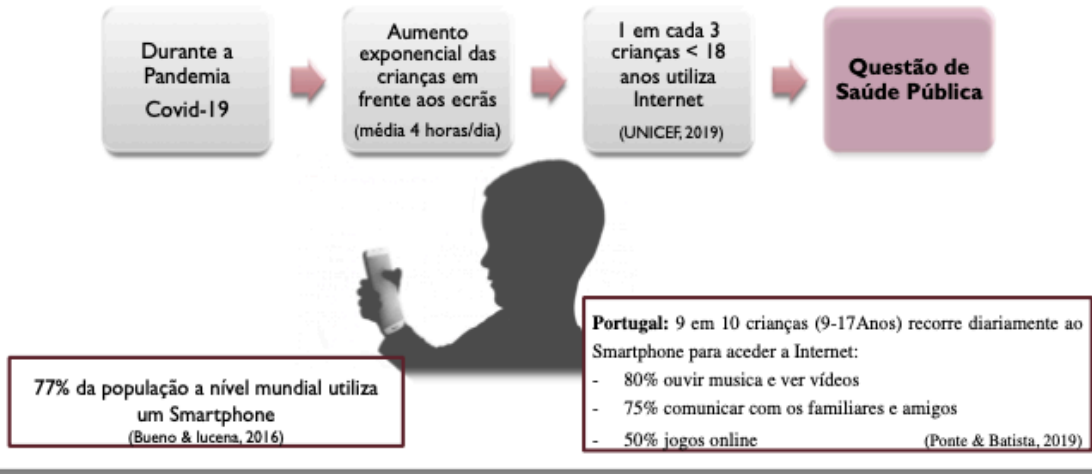 Durante a
Pandemia
Covid-19
Aumento
exponencial das
crianças em
frente aos ecrãs
(média 4 horas/dia)
1 em cada 3
crianças < 18
anos utiliza
Internet
(UNICEF, 2019)
Questão de
Saúde Pública
77% da população a nível mundial utiliza
um Smartphone
(Bueno & lucena, 2016)
Portugal: 9 em 10 crianças (9-17Anos) recorre diariamente ao
Smartphone para aceder a Internet:
- 80% ouvir musica e ver vídeos
- 75% comunicar com os familiares e amigos
- 50% jogos online (Ponte & Batista, 2019)